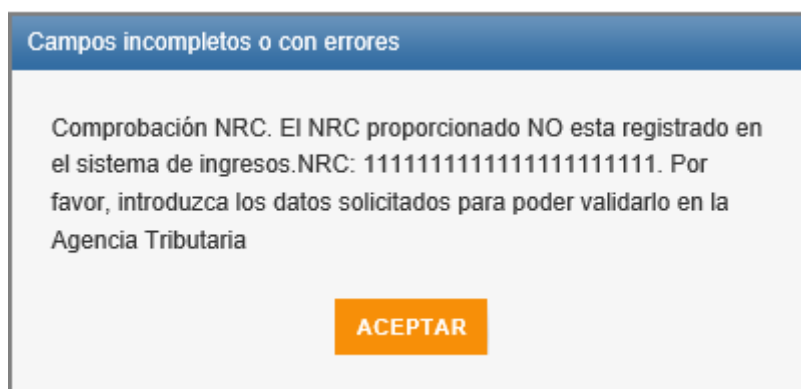 Campos incompletos o con errores
Comprobación NRC. El NRC proporcionado NO esta registrado en
el sistema de ingresos.NRC: 1111111111111111111111. Por
favor, introduzca los datos solicitados para poder validarlo en la
Agencia Tributaria
ACEPTAR